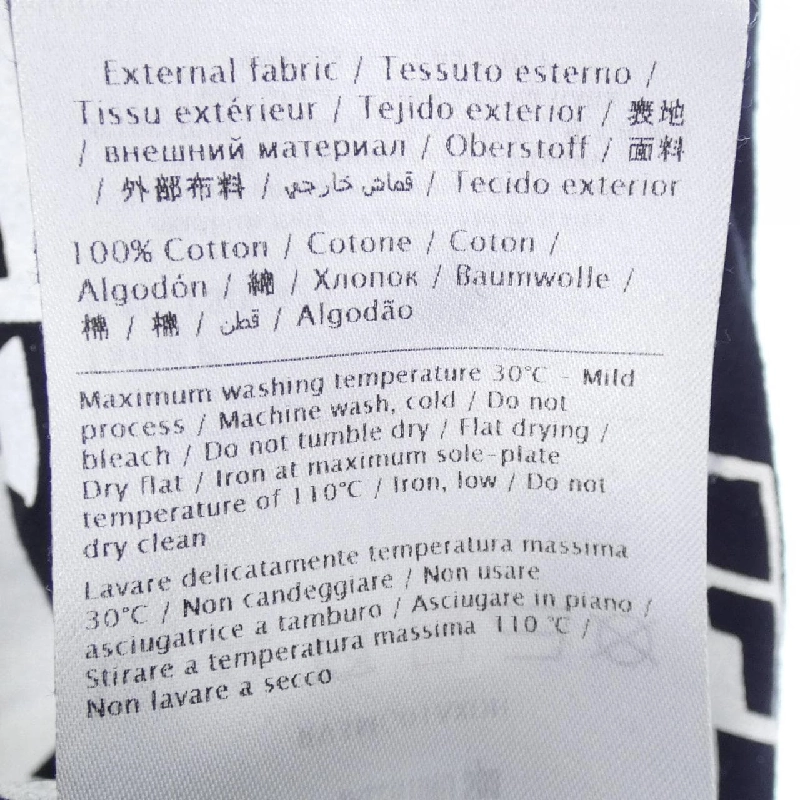 External fabric / Tessuto esterno /
Tissu extérieur / Tejido exterior / 表地
/ внешний материал / Oberstoff / 面料
/ 外部布料 / قماش خارجي / Tecido exterior
100% Cotton / Cotone / Coton /
Algodón / 綿 / Хлопок / Baumwolle /
棉 / 棉 / قطن / Algodão
Maximum washing temperature 30°C - Mild
process / Machine wash, cold / Do not
bleach / Do not tumble dry / Flat drying /
Dry flat / Iron at maximum sole-plate
temperature of 110°C / Iron, low / Do not
dry clean
Lavare delicatamente temperatura massima
30°C / Non candeggiare / Non usare
asciugatrice a tamburo / Asciugare in piano /
Stirare a temperatura massima 110 °C /
Non lavare a secco